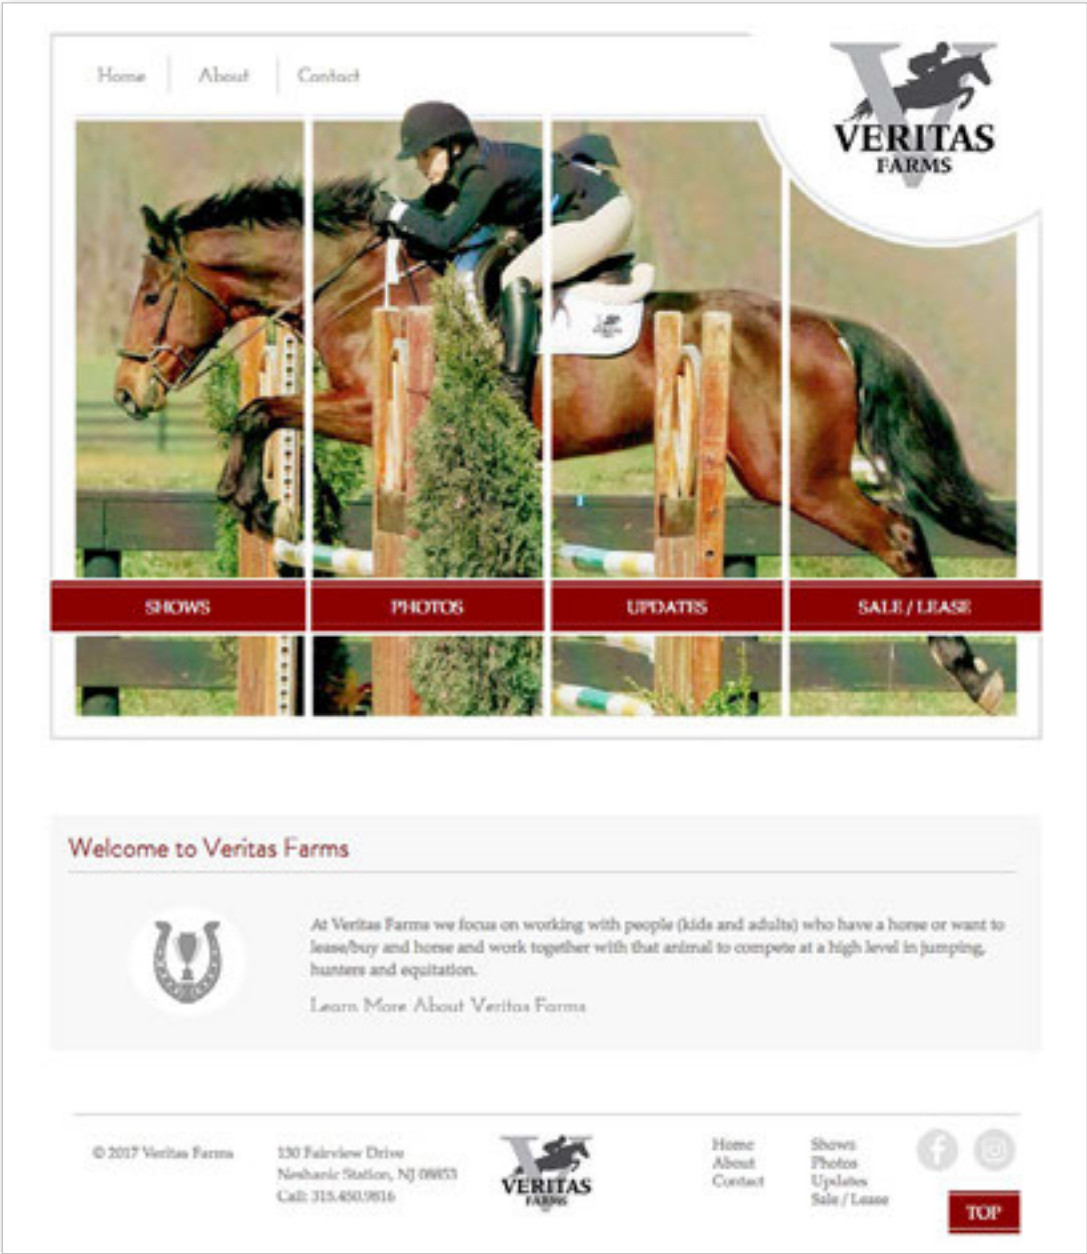 Home About Contact
VERITAS
FARMS
SHOWS PHOTOS UPDATES SALE / LEASE
Welcome to Veritas Farms
At Veritas Farms we focus on working with people (kids and adults) who have a horse or want to
lease/buy and horse and work together with that animal to compete at a high level in jumping,
hunters and equitation.
Learn More About Veritas Farms
© 2017 Veritas Farms
130 Fairview Drive
Neshanic Station, NJ 08853
Call: 315.450.9816
VERITAS
FARMS
Home
About
Contact
Shows
Photos
Updates
Sale / Lease
TOP